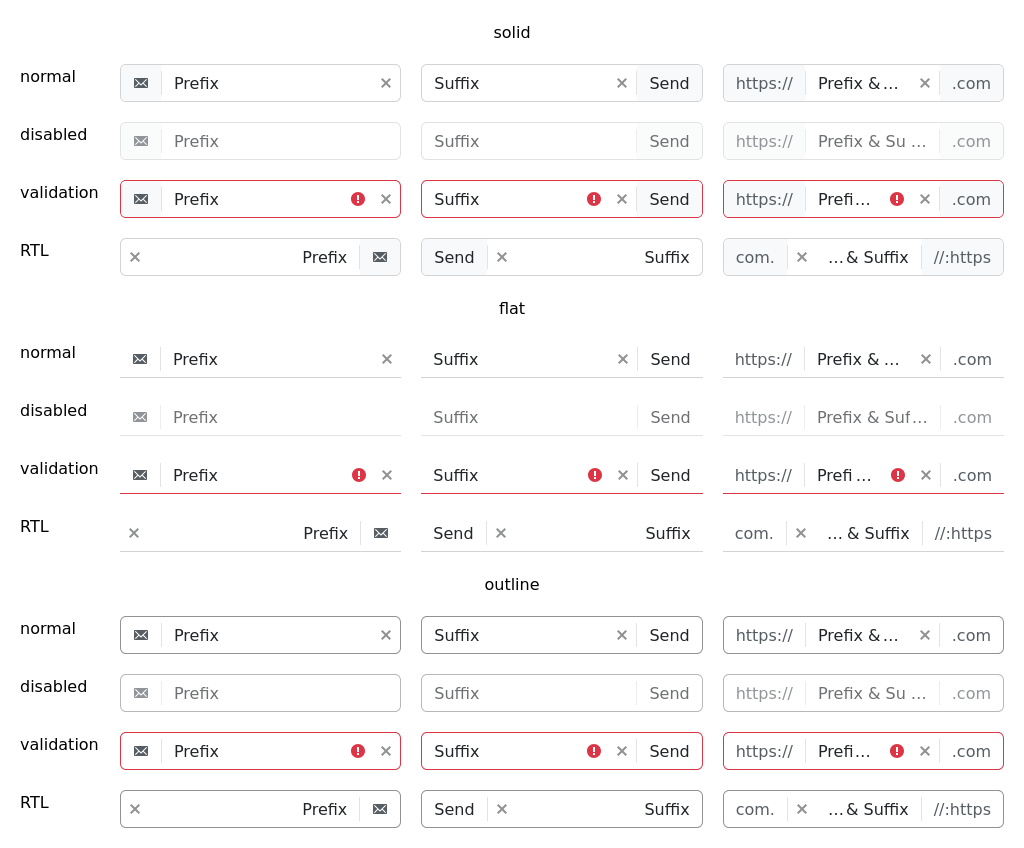 solid
normal Prefix Suffix Send https:// Prefix & ... .com
disabled Prefix Suffix Send https:// Prefix & Su ... .com
validation Prefix Suffix Send https:// Prefi ... .com
RTL Prefix Send Suffix com. ... & Suffix //:https
flat
normal Prefix Suffix Send https:// Prefix & ... .com
disabled Prefix Suffix Send https:// Prefix & Suf... .com
validation Prefix Suffix Send https:// Prefi ... .com
RTL Prefix Send Suffix com. ... & Suffix //:https
outline
normal Prefix Suffix Send https:// Prefix & ... .com
disabled Prefix Suffix Send https:// Prefix & Su ... .com
validation Prefix Suffix Send https:// Prefi ... .com
RTL Prefix Send Suffix com. ... & Suffix //:https